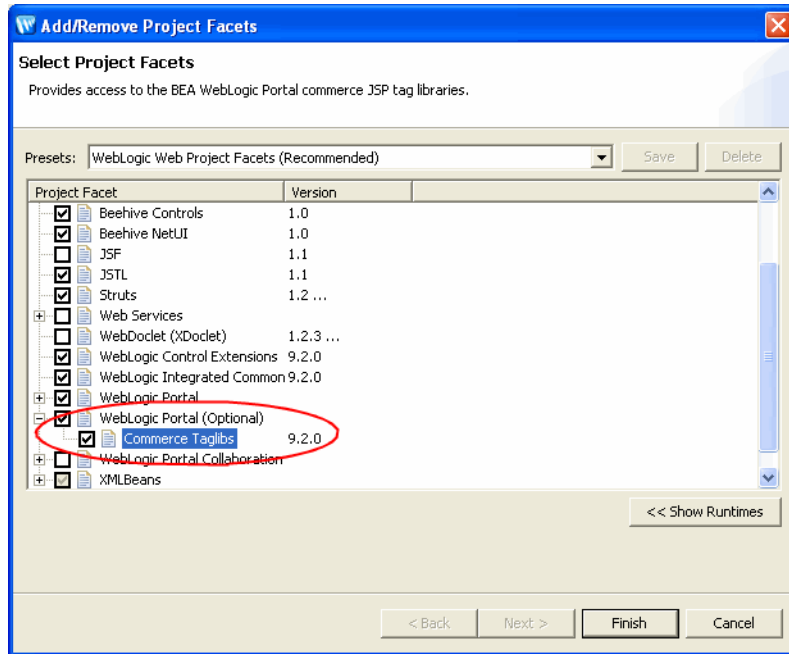 Add/Remove Project Facets
Select Project Facets
Provides access to the BEA WebLogic Portal commerce JSP tag libraries.
Presets: WebLogic Web Project Facets (Recommended) Save Delete
Project Facet Version
Beehive Controls 1.0
Beehive NetUI 1.0
JSF 1.1
JSTL 1.1
Struts 1.2 ...
Web Services
WebDoclet (XDoclet) 1.2.3 ...
WebLogic Control Extensions 9.2.0
WebLogic Integrated Common 9.2.0
WebLogic Portal
WebLogic Portal (Optional)
Commerce Taglibs 9.2.0
WebLogic Portal Collaboration
XMLBeans
<< Show Runtimes
< Back Next > Finish Cancel